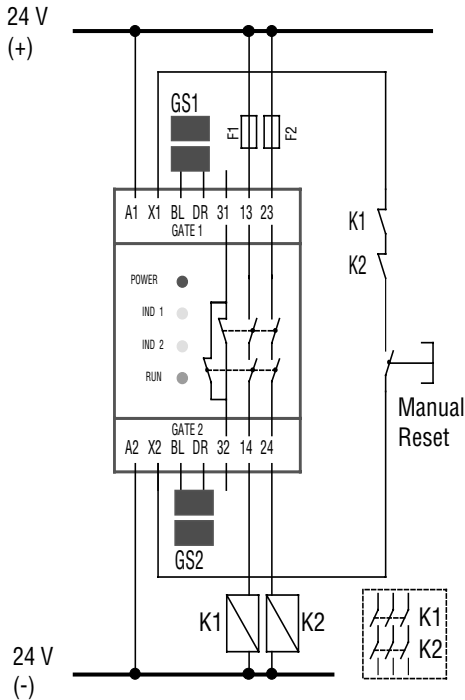 24 V
(+)
GS1
F1
F2
A1 X1 BL DR 31 13 23
GATE 1
K1
K2
POWER
IND 1
IND 2
RUN
Manual
Reset
GATE 2
A2 X2 BL DR 32 14 24
GS2
K1
K2
K1
K2
24 V
(-)